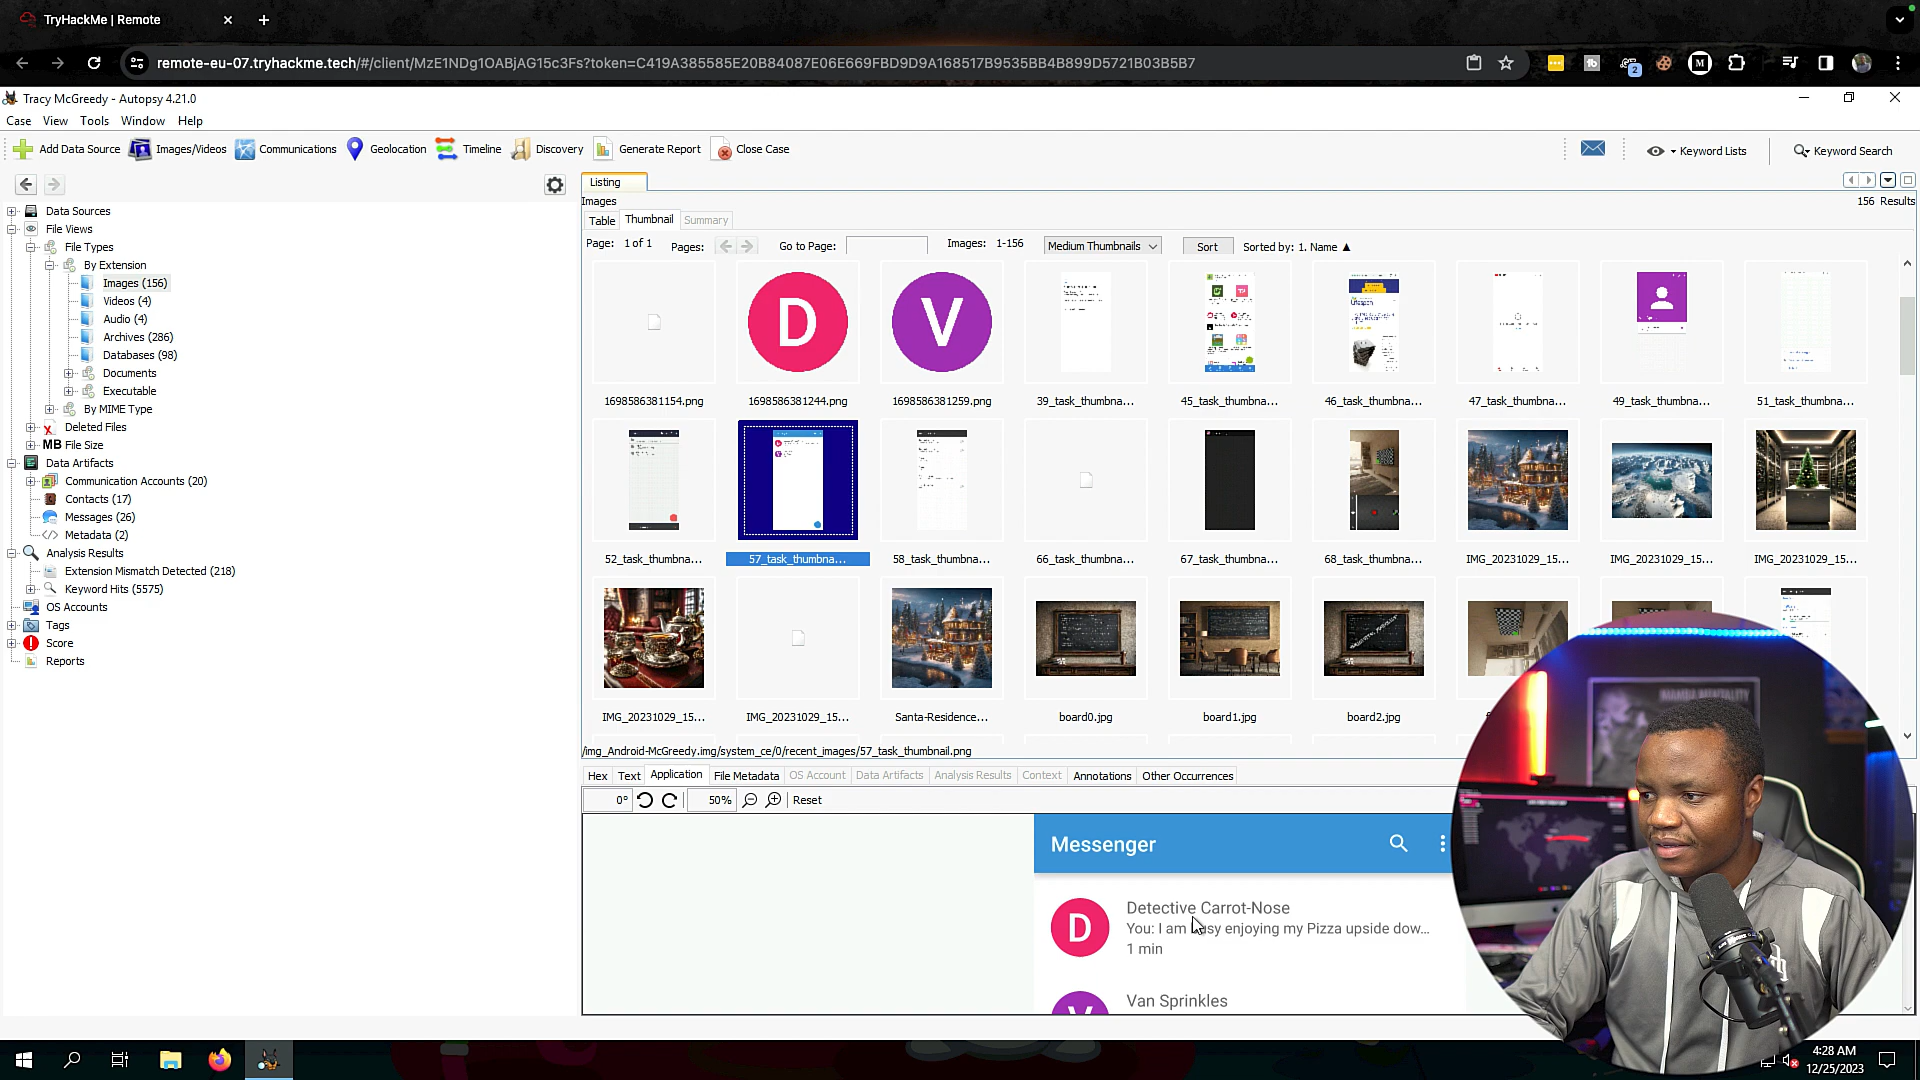 TryHackMe | Remote
remote-eu-07.tryhackme.tech/#/client/MzE1NDg1OABjAG15c3Fs?token=C419A385585E20B84087E06E669FBD9D9A168517B9535BB4B899D5721B03B5B7
2
M
Tracy McGreedy - Autopsy 4.21.0
Case View Tools Window Help
Add Data Source Images/Videos Communications Geolocation Timeline Discovery Generate Report Close Case Keyword Lists Keyword Search
Listing
Images
156 Results
Table Thumbnail Summary
Page: 1 of 1 Pages: Go to Page: Images: 1-156 Medium Thumbnails Sort Sorted by: 1. Name ▲
Data Sources
File Views
File Types
By Extension
Images (156)
Videos (4)
Audio (4)
Archives (286)
Databases (98)
Documents
Executable
By MIME Type
Deleted Files
MB File Size
Data Artifacts
Communication Accounts (20)
Contacts (17)
Messages (26)
Metadata (2)
Analysis Results
Extension Mismatch Detected (218)
Keyword Hits (5575)
OS Accounts
Tags
Score
Reports
D
V
1698586381154.png 1698586381244.png 1698586381259.png 39_task_thumbna... 45_task_thumbna... 46_task_thumbna... 47_task_thumbna... 49_task_thumbna... 51_task_thumbna...
52_task_thumbna... 57_task_thumbna... 58_task_thumbna... 66_task_thumbna... 67_task_thumbna... 68_task_thumbna... IMG_20231029_15... IMG_20231029_15... IMG_20231029_15...
IMG_20231029_15... IMG_20231029_15... Santa-Residence... board0.jpg board1.jpg board2.jpg
/img_Android-McGreedy.img/system_ce/0/recent_images/57_task_thumbnail.png
Hex Text Application File Metadata OS Account Data Artifacts Analysis Results Context Annotations Other Occurrences
0° 50% Reset
Messenger
D
Detective Carrot-Nose
You: I am busy enjoying my Pizza upside dow...
1 min
Van Sprinkles
4:28 AM
12/25/2023